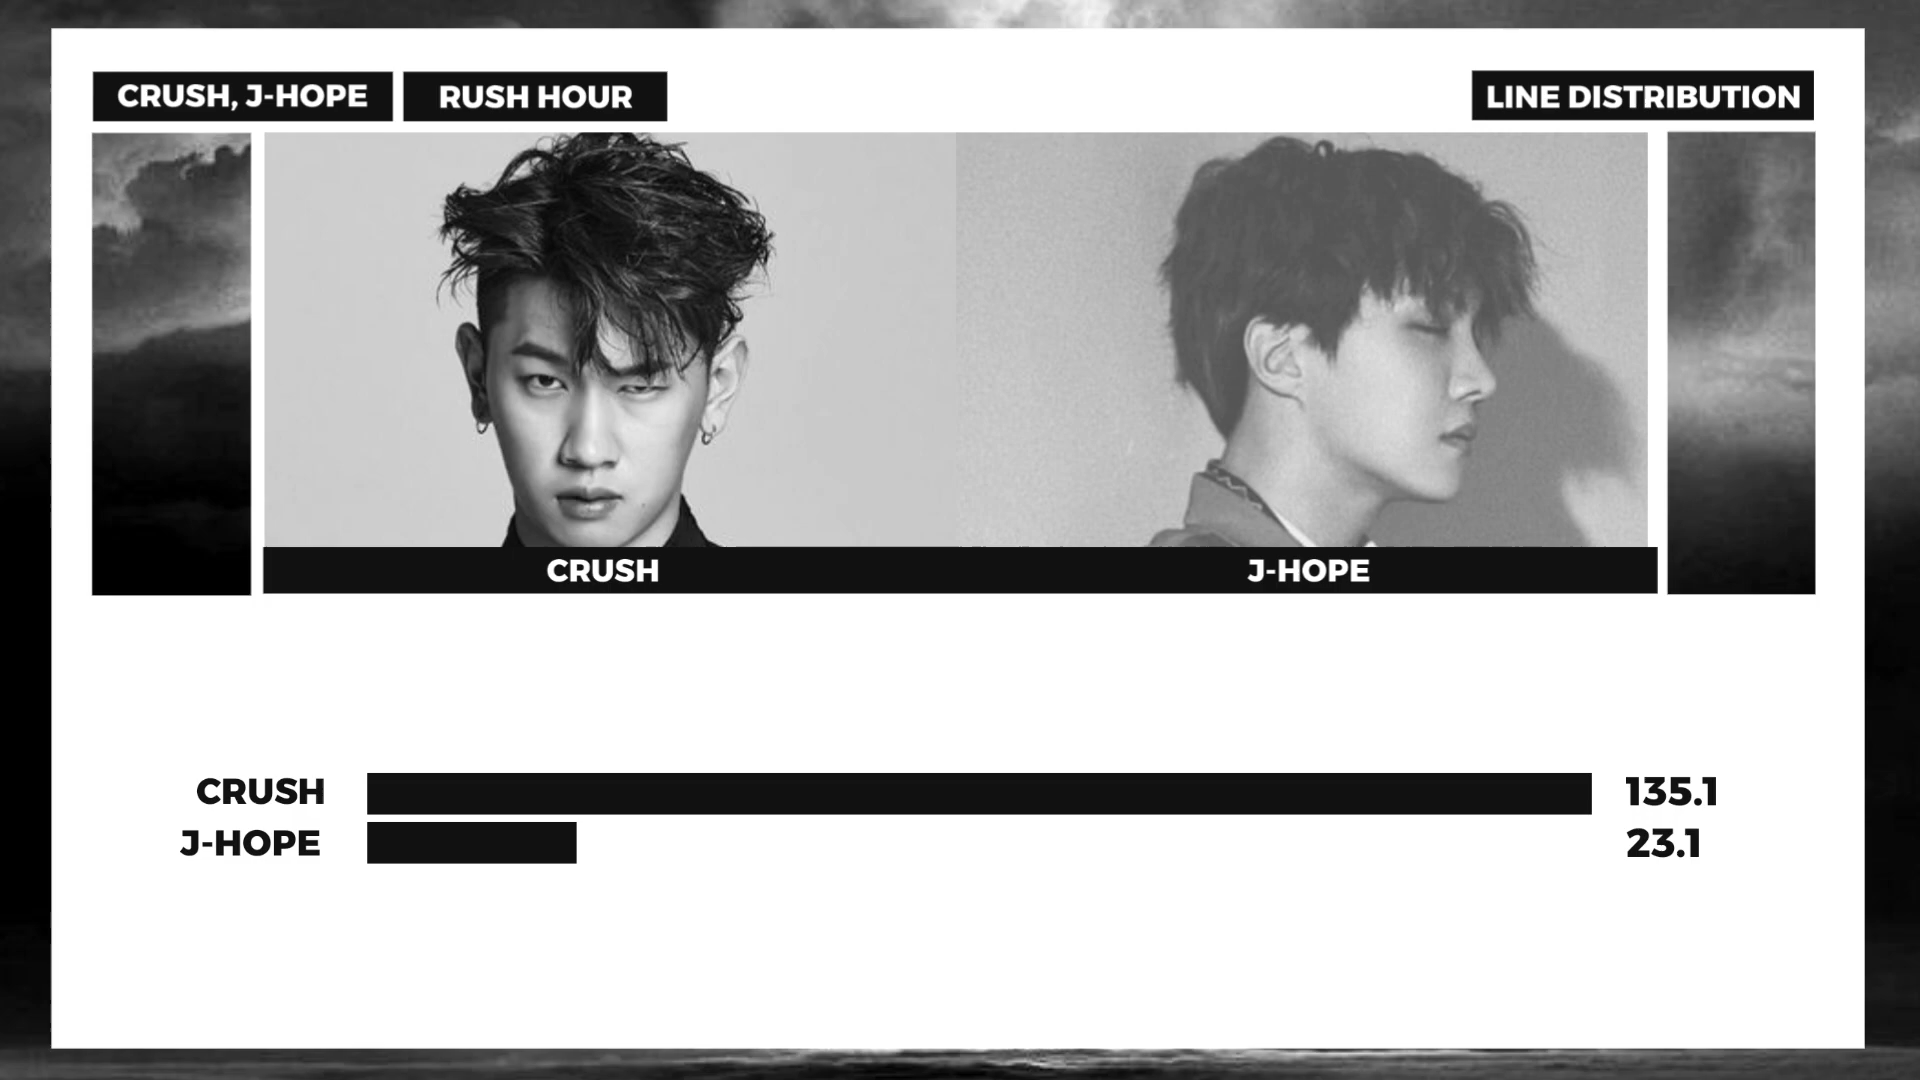 CRUSH, J-HOPE
RUSH HOUR
LINE DISTRIBUTION
CRUSH
J-HOPE
CRUSH 135.1
J-HOPE 23.1